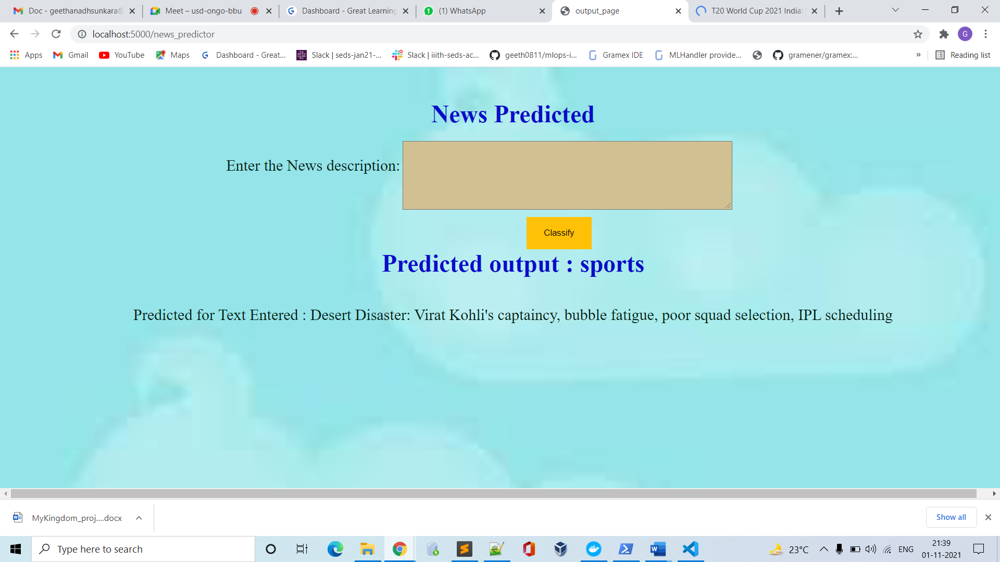 Doc - geethanadhsunkara@
Meet – usd-ongo-bbu
Dashboard - Great Learning
(1) WhatsApp
output_page
T20 World Cup 2021 India:
localhost:5000/news_predictor
G
Apps
Gmail
YouTube
Maps
Dashboard - Great...
Slack | seds-jan21-...
Slack | iiith-seds-ac...
geeth0811/mlops-i...
Gramex IDE
MLHandler provide...
gramener/gramex:...
»
Reading list
News Predicted
Enter the News description:
Classify
Predicted output : sports
Predicted for Text Entered : Desert Disaster: Virat Kohli's captaincy, bubble fatigue, poor squad selection, IPL scheduling
MyKingdom_proj....docx
Show all
Type here to search
23°C
ENG
21:39
01-11-2021